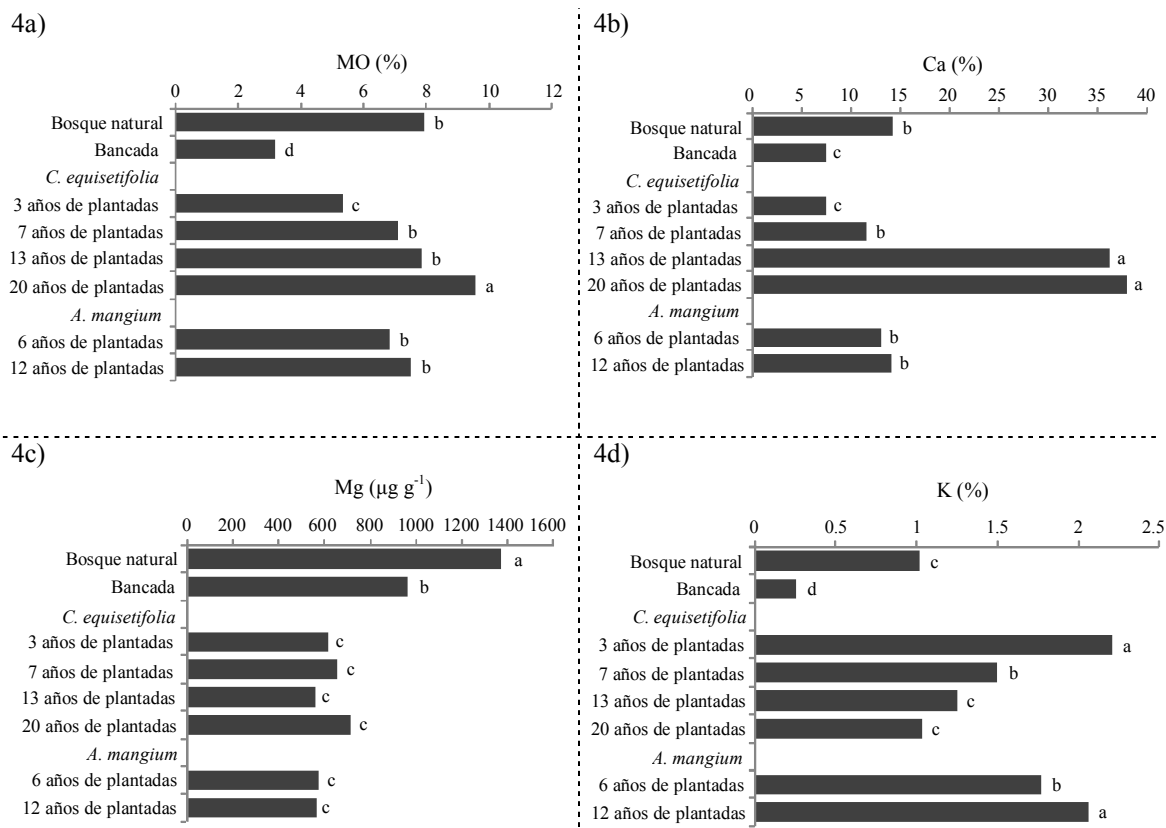 4a)
MO (%)
0 2 4 6 8 10 12
Bosque natural b
Bancada d
C. equisetifolia
3 años de plantadas c
7 años de plantadas b
13 años de plantadas b
20 años de plantadas a
A. mangium
6 años de plantadas b
12 años de plantadas b
4b)
Ca (%)
0 5 10 15 20 25 30 35 40
Bosque natural b
Bancada c
C. equisetifolia
3 años de plantadas c
7 años de plantadas b
13 años de plantadas a
20 años de plantadas a
A. mangium
6 años de plantadas b
12 años de plantadas b
4c)
Mg (µg g⁻¹)
0 200 400 600 800 1000 1200 1400 1600
Bosque natural a
Bancada b
C. equisetifolia
3 años de plantadas c
7 años de plantadas c
13 años de plantadas c
20 años de plantadas c
A. mangium
6 años de plantadas c
12 años de plantadas c
4d)
K (%)
0 0.5 1 1.5 2 2.5
Bosque natural c
Bancada d
C. equisetifolia
3 años de plantadas a
7 años de plantadas b
13 años de plantadas c
20 años de plantadas c
A. mangium
6 años de plantadas b
12 años de plantadas a